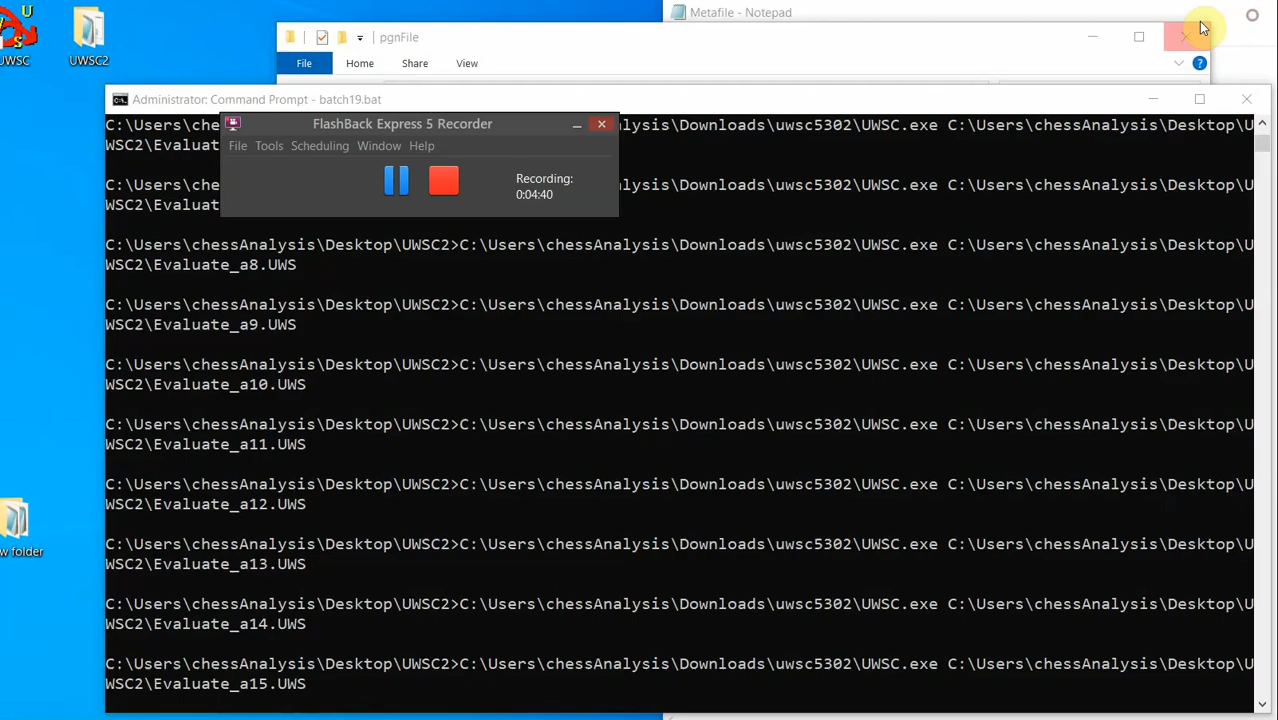 U
W
S
UWSC
UWSC2
Metafile - Notepad
pgnFile
File Home Share View
?
Administrator: Command Prompt - batch19.bat
FlashBack Express 5 Recorder
File Tools Scheduling Window Help
Recording:
0:04:40
C:\Users\che
lysis\Downloads\uwsc5302\UWSC.exe C:\Users\chessAnalysis\Desktop\U
WSC2\Evaluat
lysis\Downloads\uwsc5302\UWSC.exe C:\Users\chessAnalysis\Desktop\U
C:\Users\che
WSC2\Evaluat
C:\Users\chessAnalysis\Desktop\UWSC2>C:\Users\chessAnalysis\Downloads\uwsc5302\UWSC.exe C:\Users\chessAnalysis\Desktop\U
WSC2\Evaluate_a8.UWS
C:\Users\chessAnalysis\Desktop\UWSC2>C:\Users\chessAnalysis\Downloads\uwsc5302\UWSC.exe C:\Users\chessAnalysis\Desktop\U
WSC2\Evaluate_a9.UWS
C:\Users\chessAnalysis\Desktop\UWSC2>C:\Users\chessAnalysis\Downloads\uwsc5302\UWSC.exe C:\Users\chessAnalysis\Desktop\U
WSC2\Evaluate_a10.UWS
C:\Users\chessAnalysis\Desktop\UWSC2>C:\Users\chessAnalysis\Downloads\uwsc5302\UWSC.exe C:\Users\chessAnalysis\Desktop\U
WSC2\Evaluate_a11.UWS
C:\Users\chessAnalysis\Desktop\UWSC2>C:\Users\chessAnalysis\Downloads\uwsc5302\UWSC.exe C:\Users\chessAnalysis\Desktop\U
WSC2\Evaluate_a12.UWS
C:\Users\chessAnalysis\Desktop\UWSC2>C:\Users\chessAnalysis\Downloads\uwsc5302\UWSC.exe C:\Users\chessAnalysis\Desktop\U
WSC2\Evaluate_a13.UWS
C:\Users\chessAnalysis\Desktop\UWSC2>C:\Users\chessAnalysis\Downloads\uwsc5302\UWSC.exe C:\Users\chessAnalysis\Desktop\U
WSC2\Evaluate_a14.UWS
C:\Users\chessAnalysis\Desktop\UWSC2>C:\Users\chessAnalysis\Downloads\uwsc5302\UWSC.exe C:\Users\chessAnalysis\Desktop\U
WSC2\Evaluate_a15.UWS
w folder